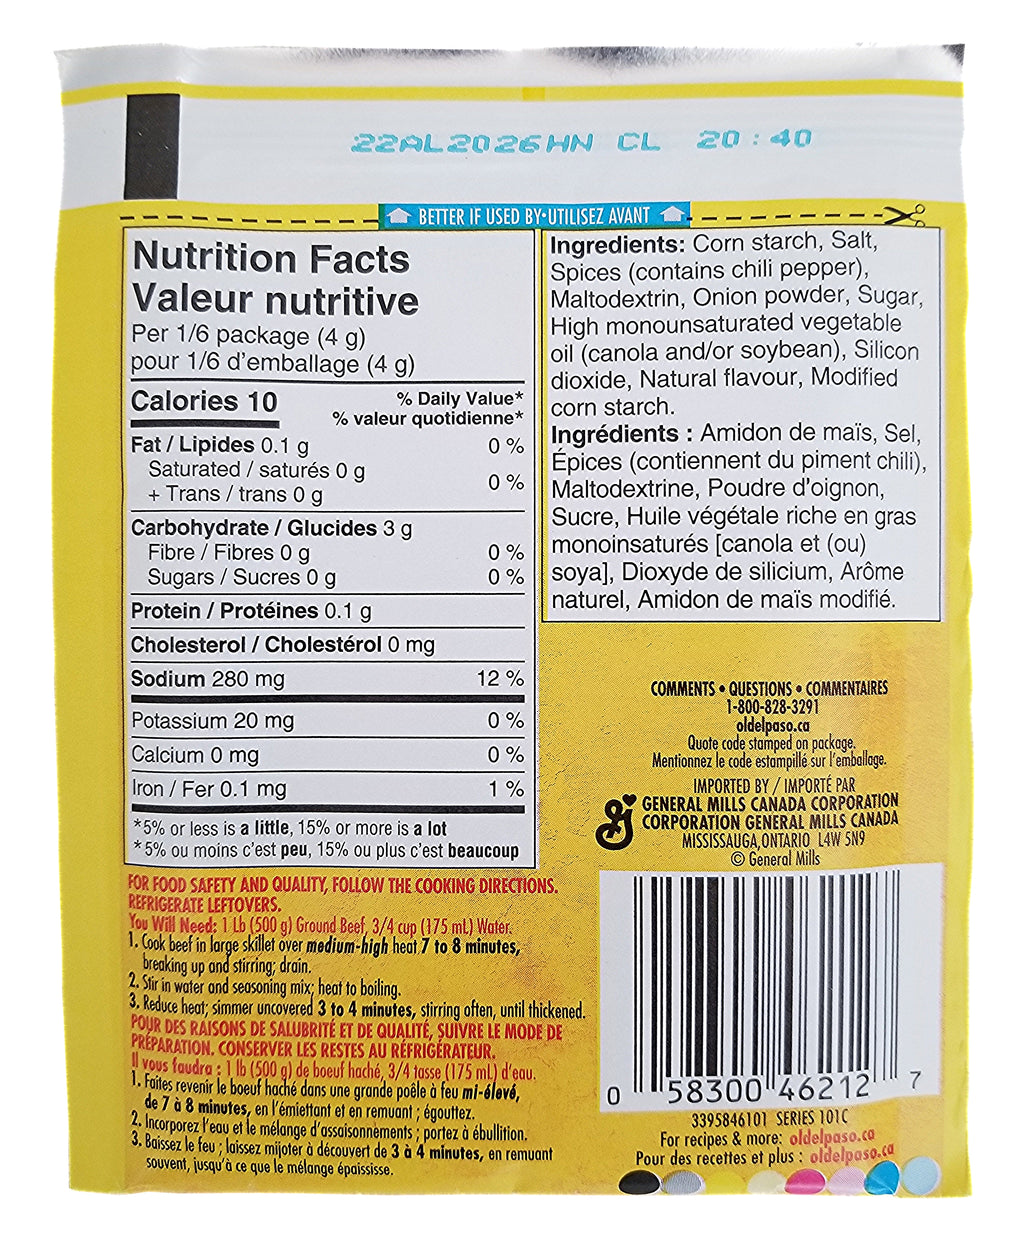 22AL2026HN CL 20:40
BETTER IF USED BY•UTILISEZ AVANT
Nutrition Facts
Valeur nutritive
Per 1/6 package (4 g)
pour 1/6 d'emballage (4 g)
Calories 10
% Daily Value*
% valeur quotidienne*
Fat / Lipides 0.1 g 0 %
Saturated / saturés 0 g
+ Trans / trans 0 g 0 %
Carbohydrate / Glucides 3 g
Fibre / Fibres 0 g 0 %
Sugars / Sucres 0 g 0 %
Protein / Protéines 0.1 g
Cholesterol / Cholestérol 0 mg
Sodium 280 mg 12 %
Potassium 20 mg 0 %
Calcium 0 mg 0 %
Iron / Fer 0.1 mg 1 %
*5% or less is a little, 15% or more is a lot
*5% ou moins c'est peu, 15% ou plus c'est beaucoup
Ingredients: Corn starch, Salt,
Spices (contains chili pepper),
Maltodextrin, Onion powder, Sugar,
High monounsaturated vegetable
oil (canola and/or soybean), Silicon
dioxide, Natural flavour, Modified
corn starch.
Ingrédients : Amidon de maïs, Sel,
Épices (contiennent du piment chili),
Maltodextrine, Poudre d'oignon,
Sucre, Huile végétale riche en gras
monoinsaturés [canola et (ou)
soya], Dioxyde de silicium, Arôme
naturel, Amidon de maïs modifié.
COMMENTS • QUESTIONS • COMMENTAIRES
1-800-828-3291
oldelpaso.ca
Quote code stamped on package.
Mentionnez le code estampillé sur l'emballage.
IMPORTED BY / IMPORTÉ PAR
GENERAL MILLS CANADA CORPORATION
CORPORATION GENERAL MILLS CANADA
MISSISSAUGA, ONTARIO L4W 5N9
© General Mills
FOR FOOD SAFETY AND QUALITY, FOLLOW THE COOKING DIRECTIONS.
REFRIGERATE LEFTOVERS.
You Will Need: 1 Lb (500 g) Ground Beef, 3/4 cup (175 mL) Water.
1. Cook beef in large skillet over medium-high heat 7 to 8 minutes,
breaking up and stirring; drain.
2. Stir in water and seasoning mix; heat to boiling.
3. Reduce heat; simmer uncovered 3 to 4 minutes, stirring often, until thickened.
POUR DES RAISONS DE SALUBRITÉ ET DE QUALITÉ, SUIVRE LE MODE DE
PRÉPARATION. CONSERVER LES RESTES AU RÉFRIGÉRATEUR.
Il vous faudra : 1 lb (500 g) de boeuf haché, 3/4 tasse (175 mL) d'eau.
1. Faites revenir le boeuf haché dans une grande poêle à feu mi-élevé,
de 7 à 8 minutes, en l'émiettant et en remuant ; égouttez.
2. Incorporez l'eau et le mélange d'assaisonnements ; portez à ébullition.
3. Baissez le feu ; laissez mijoter à découvert de 3 à 4 minutes, en remuant
souvent, jusqu'à ce que le mélange épaississe.
0 58300 46212 7
3395846101 SERIES 101C
For recipes & more: oldelpaso.ca
Pour des recettes et plus : oldelpaso.ca